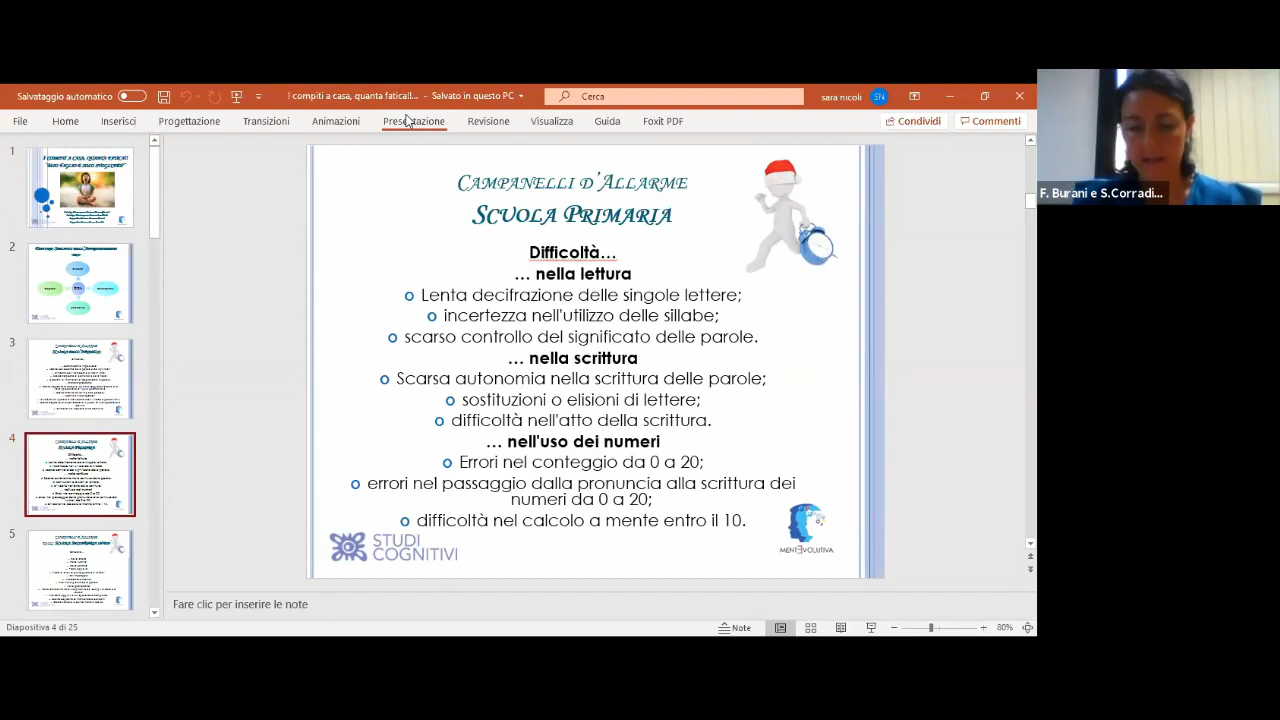 Salvataggio automatico
I compiti a casa, quanta fatica!!... - Salvato in questo PC
Cerca
sara nicoli
SN
File
Home
Inserisci
Progettazione
Transizioni
Animazioni
Presentazione
Revisione
Visualizza
Guida
Foxit PDF
Condividi
Commenti
F. Burani e S.Corradi...
1
2
3
4
5
CAMPANELLI D'ALLARME
SCUOLA PRIMARIA
Difficoltà...
... nella lettura
o Lenta decifrazione delle singole lettere;
o incertezza nell'utilizzo delle sillabe;
o scarso controllo del significato delle parole.
... nella scrittura
o Scarsa autonomia nella scrittura delle parole;
o sostituzioni o elisioni di lettere;
o difficoltà nell'atto della scrittura.
... nell'uso dei numeri
o Errori nel conteggio da 0 a 20;
o errori nel passaggio dalla pronuncia alla scrittura dei
numeri da 0 a 20;
o difficoltà nel calcolo a mente entro il 10.
STUDI
COGNITIVI
MENTEVOLUTIVA
Fare clic per inserire le note
Diapositiva 4 di 25
Note
80%